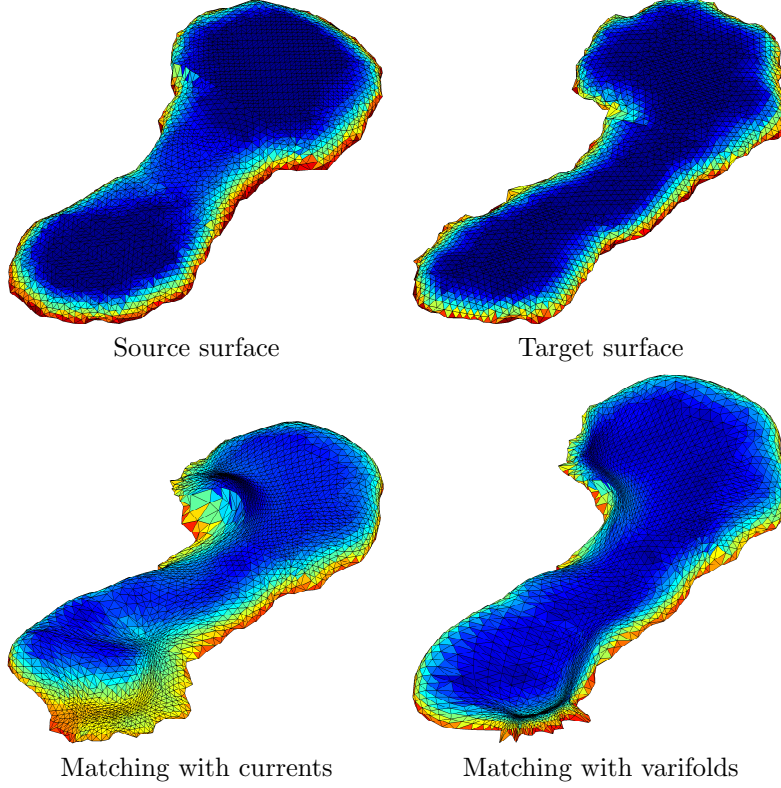 Source surface
Target surface
Matching with currents
Matching with varifolds